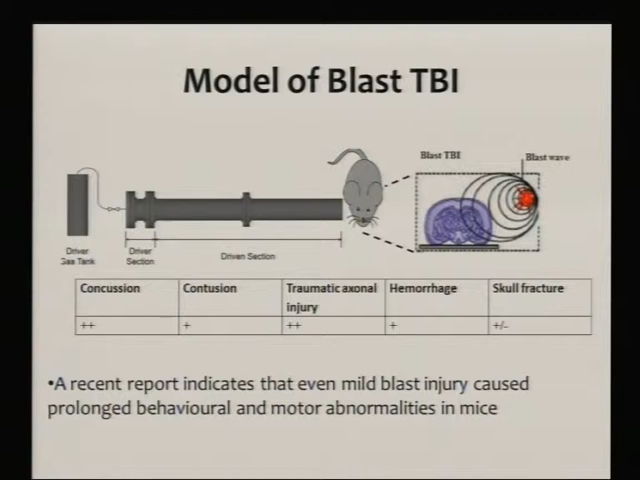 Model of Blast TBI
Blast TBI
Blast wave
Driver
Gas Tank
Driver
Section
Driven Section
Concussion Contusion Traumatic axonal injury Hemorrhage Skull fracture
++ + ++ + +/-
•A recent report indicates that even mild blast injury caused
prolonged behavioural and motor abnormalities in mice